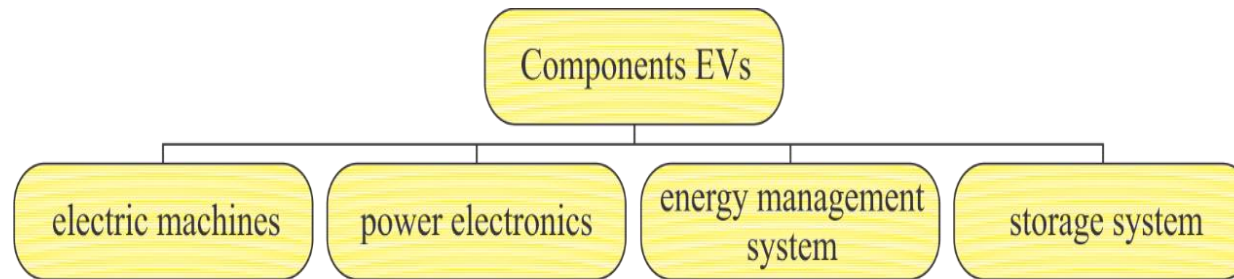 Components EVs
electric machines
power electronics
energy management
system
storage system